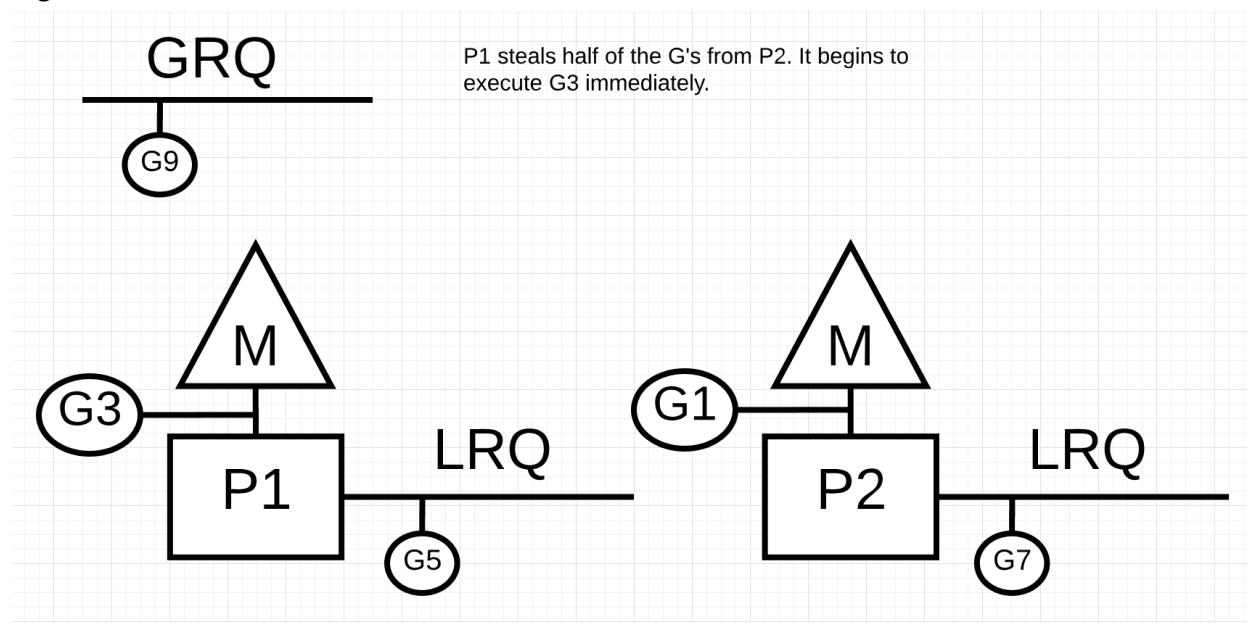 GRQ
P1 steals half of the G's from P2. It begins to
execute G3 immediately.
G9
M
M
G3
G1
P1
LRQ
P2
LRQ
G5
G7